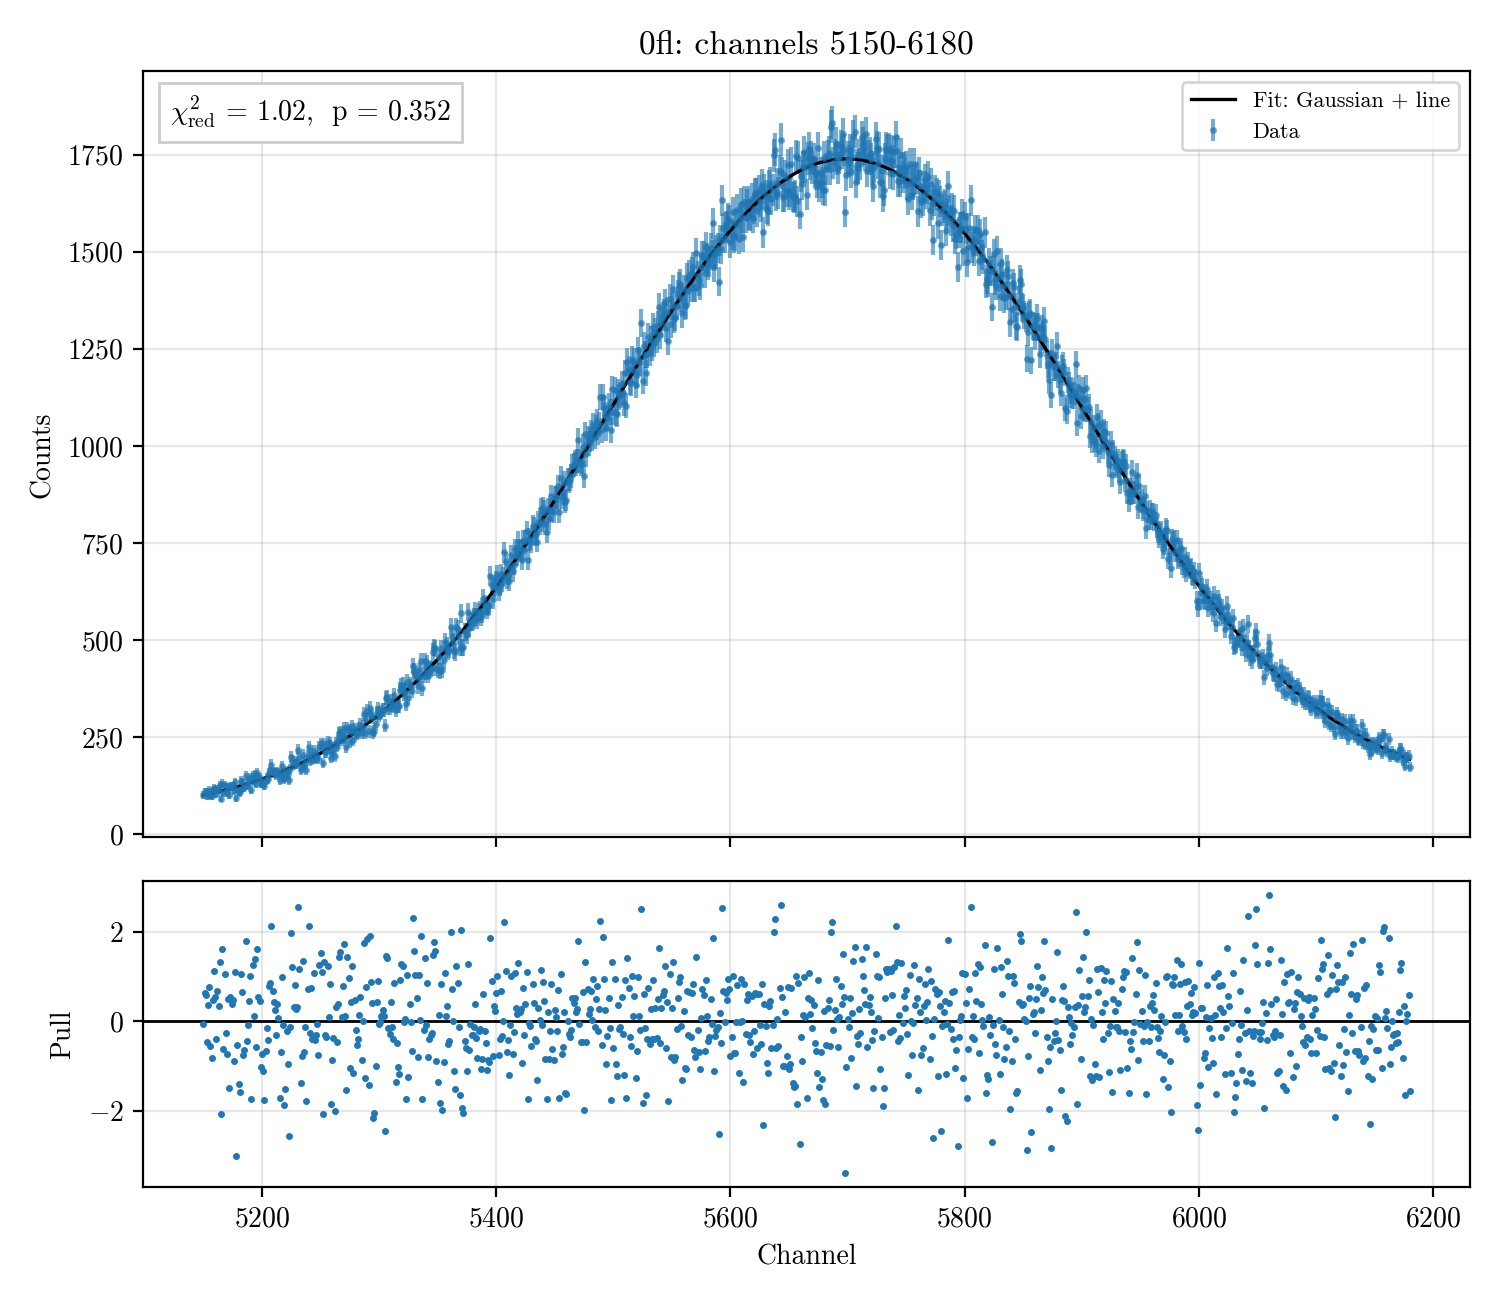 0fl: channels 5150-6180
χ²red = 1.02, p = 0.352
Fit: Gaussian + line
Data
1750
1500
1250
1000
750
500
250
0
Counts
2
0
−2
Pull
5200 5400 5600 5800 6000 6200
Channel